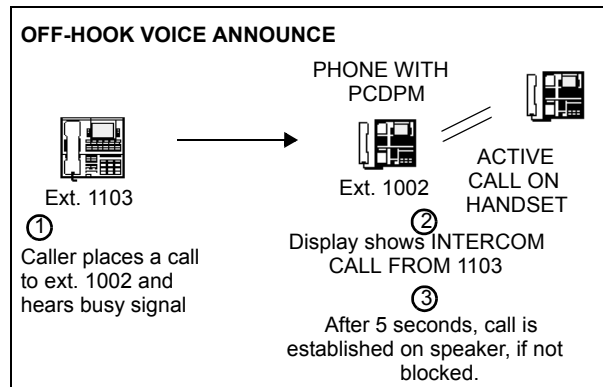 OFF-HOOK VOICE ANNOUNCE
PHONE WITH
PCDPM
Ext. 1103
Ext. 1002
ACTIVE
CALL ON
HANDSET
1
Caller places a call
to ext. 1002 and
hears busy signal
2
Display shows INTERCOM
CALL FROM 1103
3
After 5 seconds, call is
established on speaker, if not
blocked.